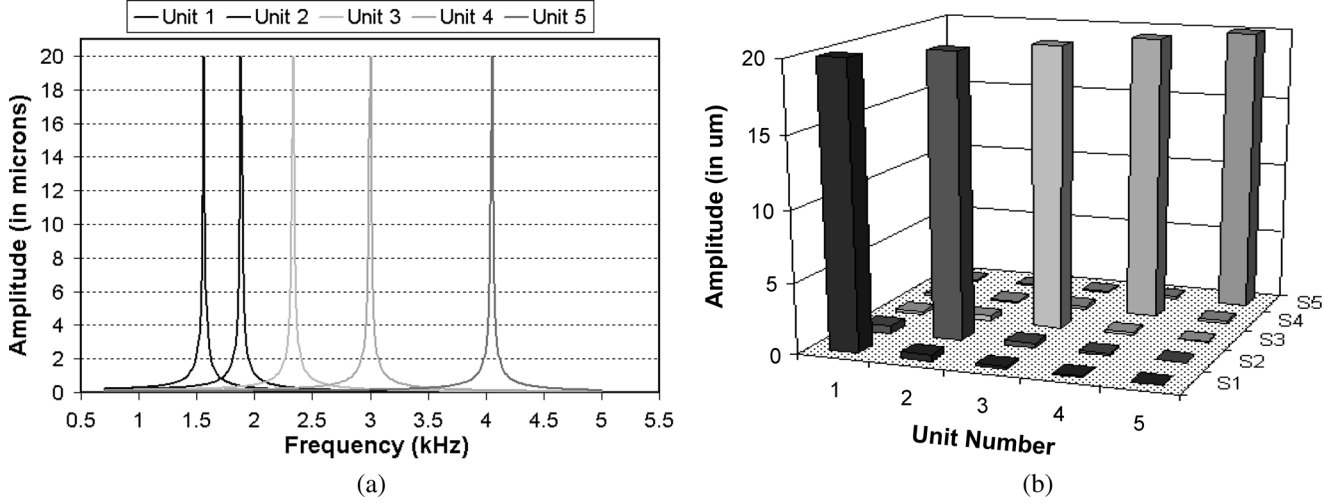 Unit 1 Unit 2 Unit 3 Unit 4 Unit 5
Amplitude (in microns)
20
18
16
14
12
10
8
6
4
2
0
0.5 1 1.5 2 2.5 3 3.5 4 4.5 5 5.5
Frequency (kHz)
(a)
Amplitude (in um)
20
15
10
5
0
1 2 3 4 5
Unit Number
S5
S4
S3
S2
S1
(b)